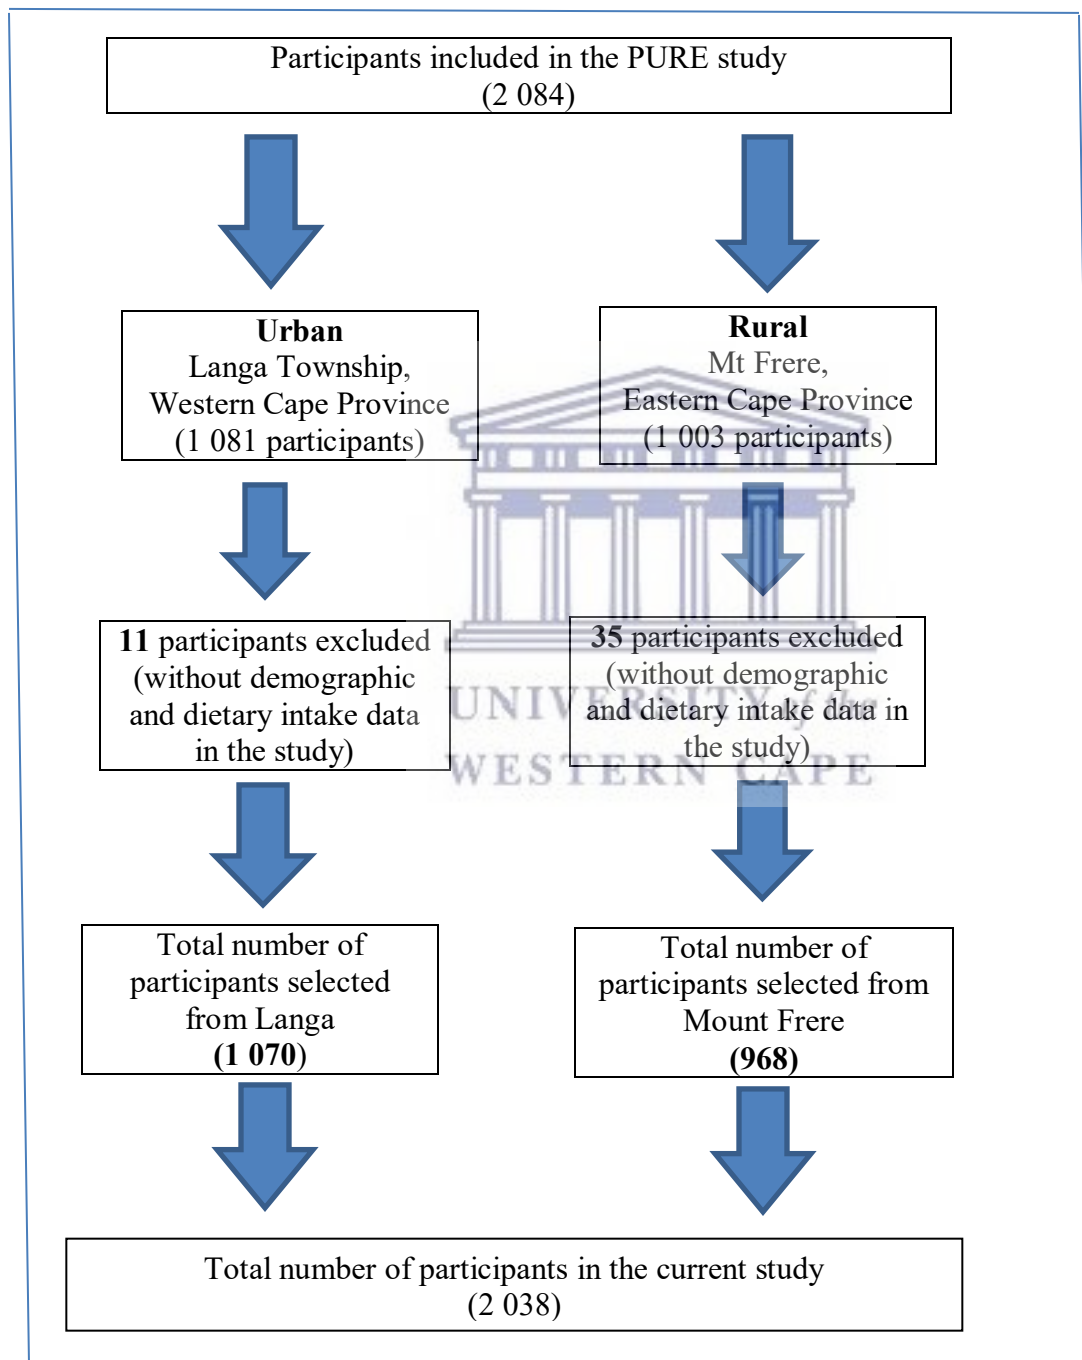 Participants included in the PURE study
(2 084)
Urban
Langa Township,
Western Cape Province
(1 081 participants)
Rural
Mt Frere,
Eastern Cape Province
(1 003 participants)
11 participants excluded
(without demographic
and dietary intake data
in the study)
35 participants excluded
(without demographic
and dietary intake data in
the study)
UNIVERSITY of the
WESTERN CAPE
Total number of
participants selected
from Langa
(1 070)
Total number of
participants selected from
Mount Frere
(968)
Total number of participants in the current study
(2 038)